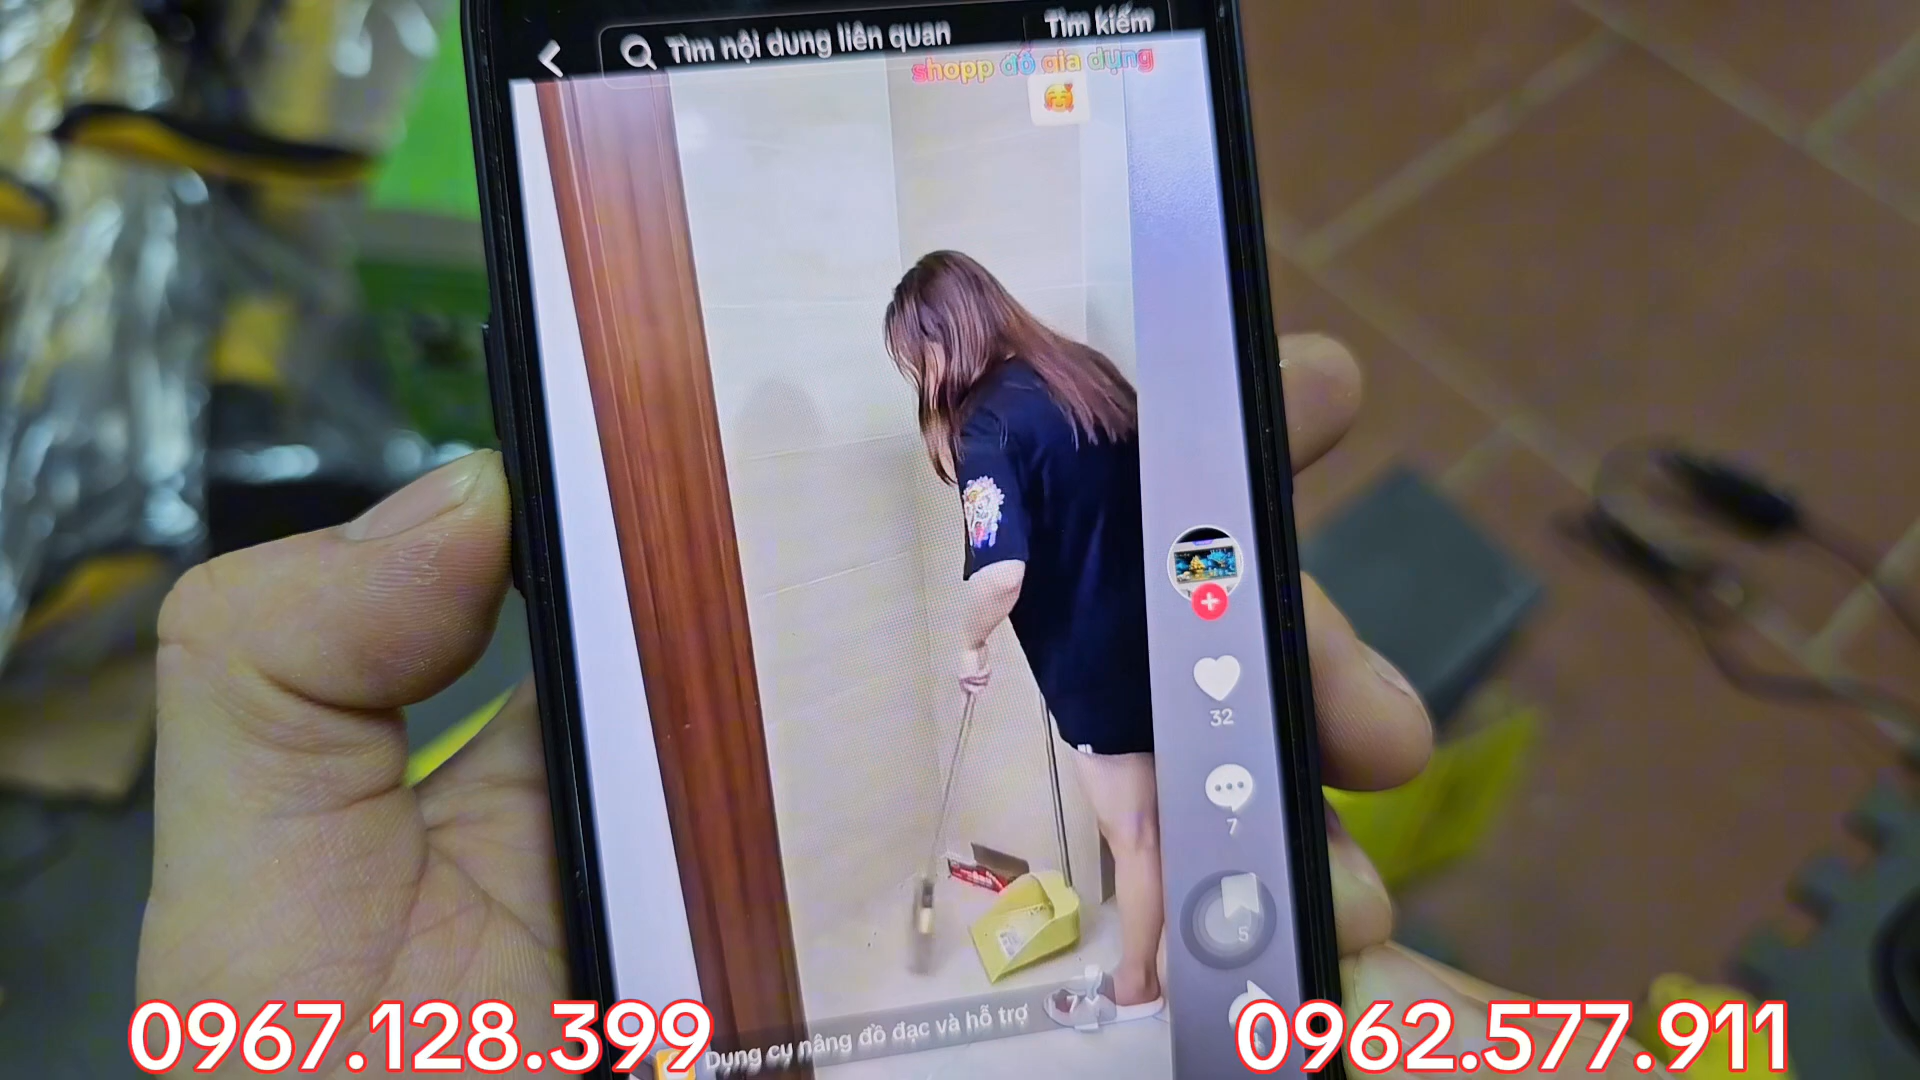 Tìm nội dung liên quan
Tìm kiếm
shopp đồ gia dụng
32
7
5
Dụng cụ nâng đồ đạc và hỗ trợ
0967.128.399
0962.577.911